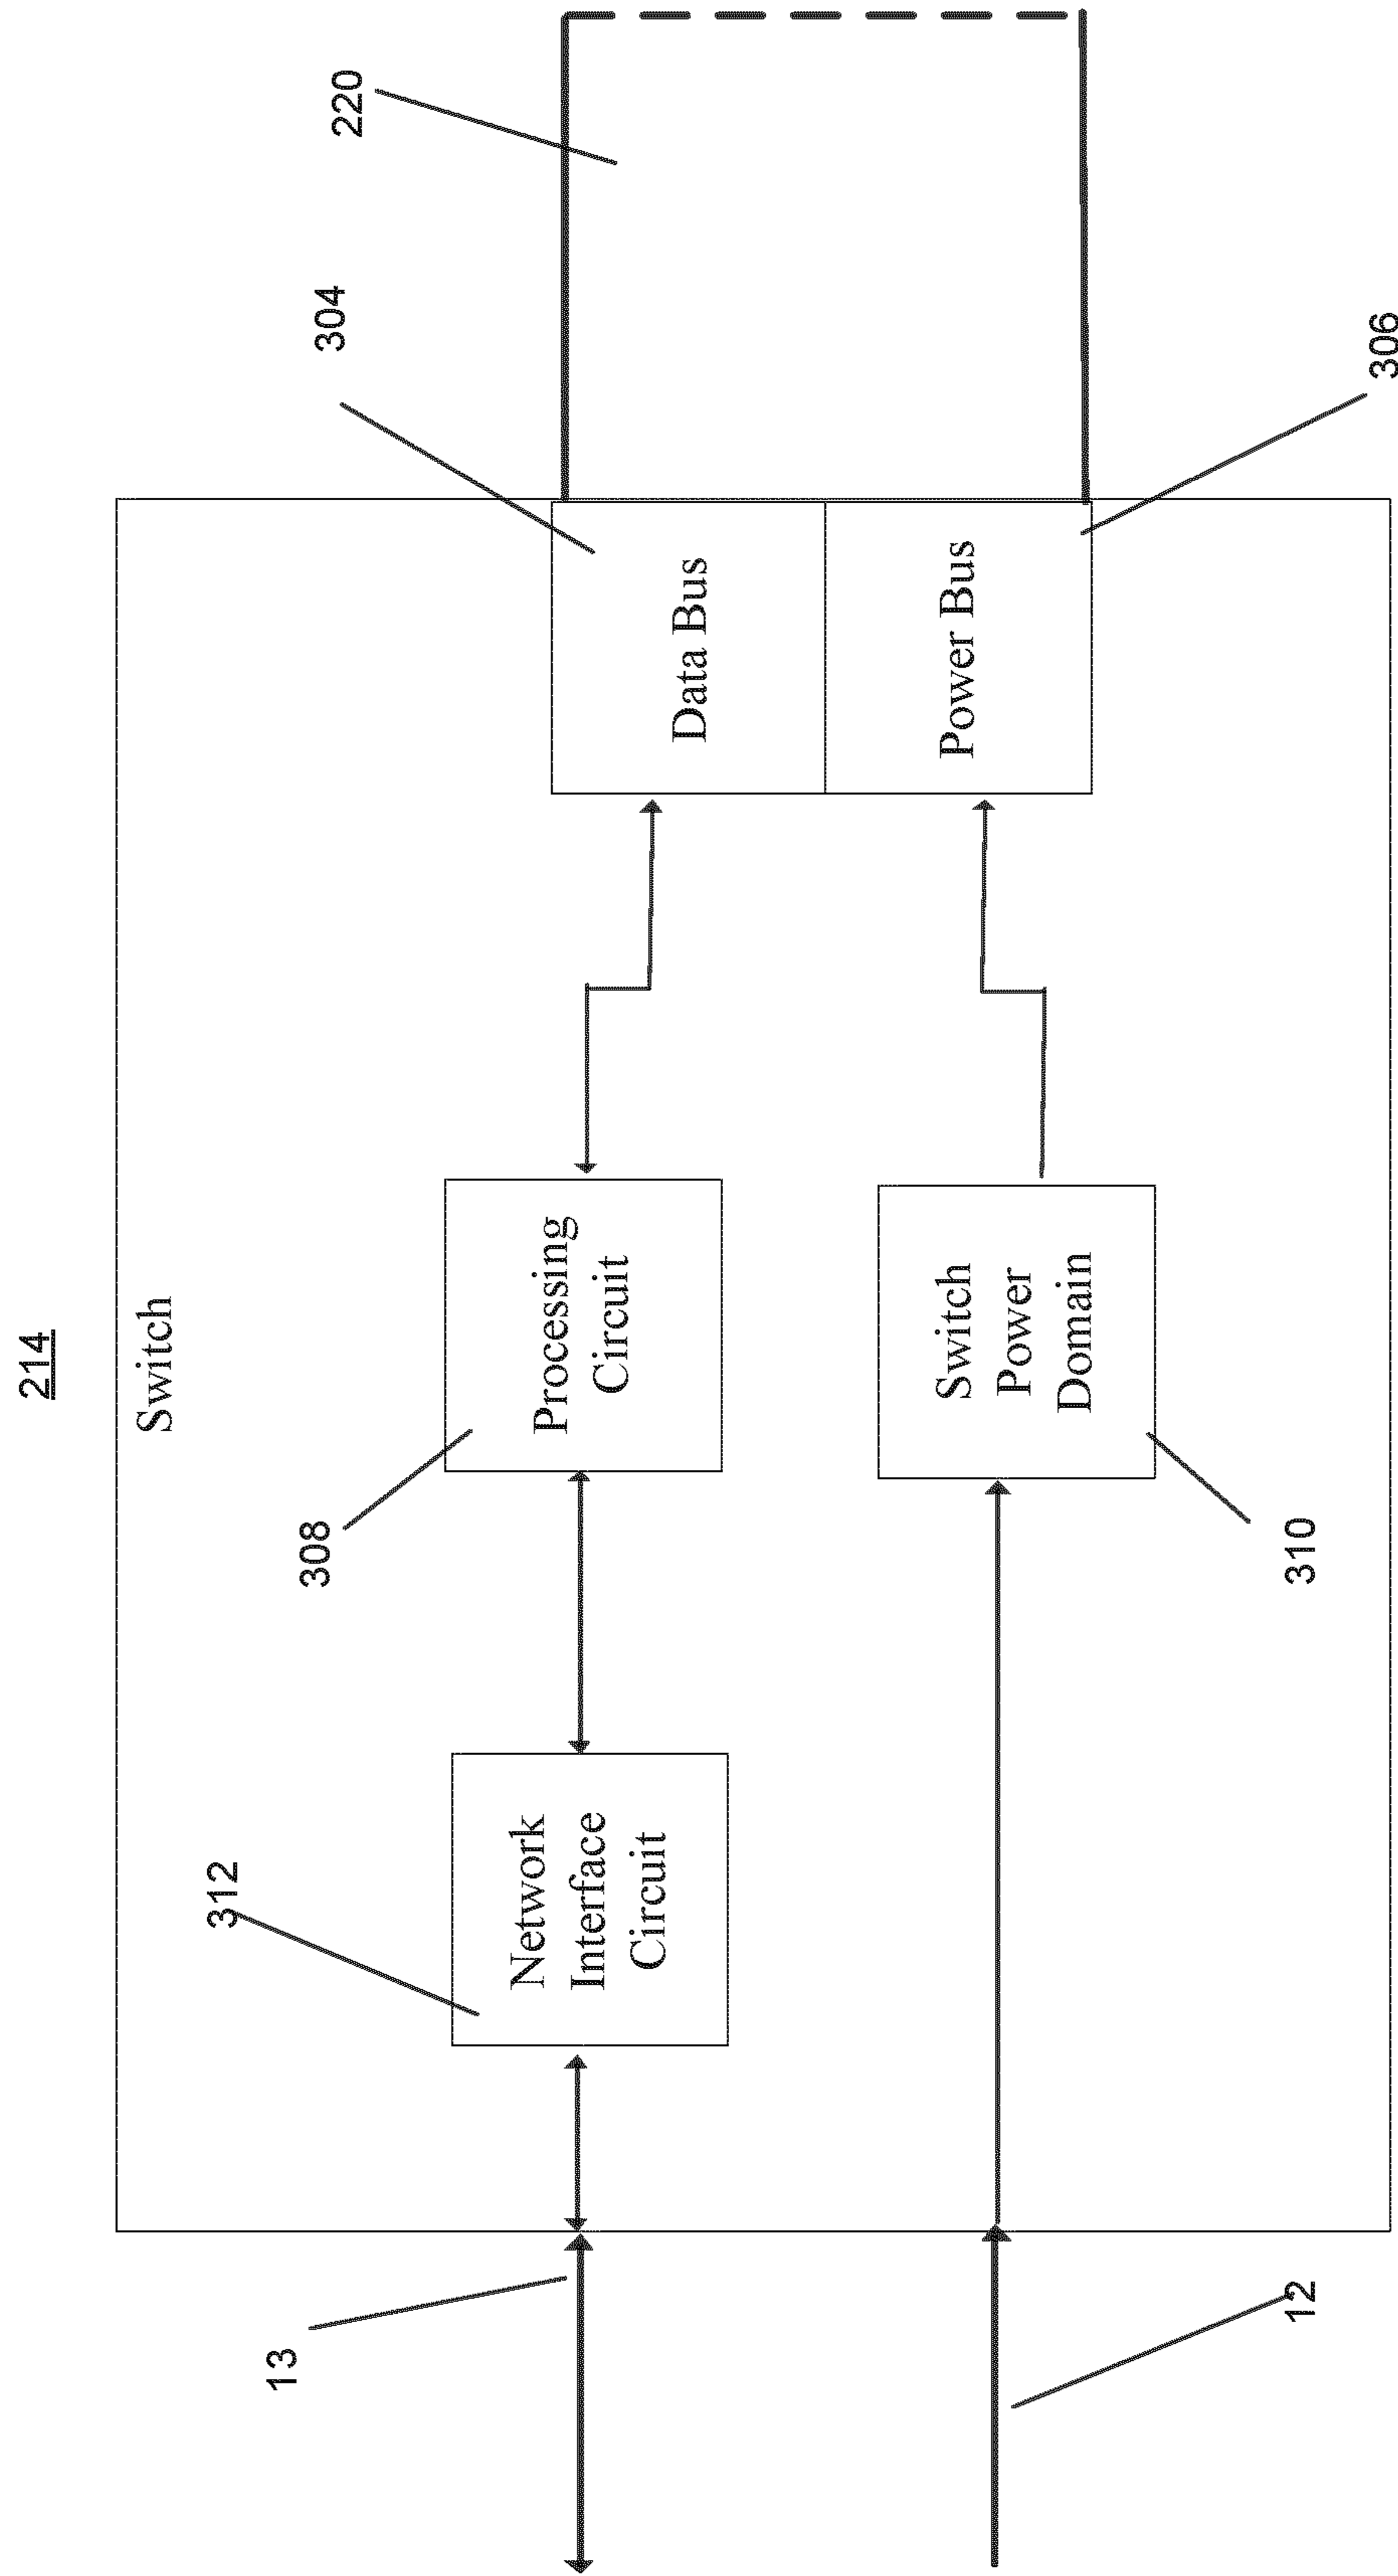 214
Switch
220
304
308
312
13
Network
Interface
Circuit
Processing
Circuit
Data Bus
Switch
Power
Domain
Power Bus
306
310
12